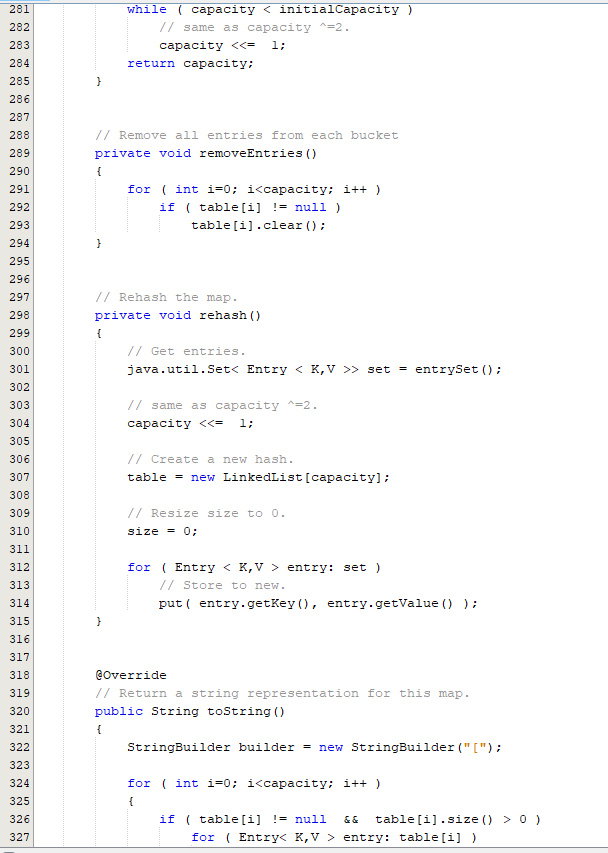 281 while ( capacity < initialCapacity )
282 // same as capacity ^=2.
283 capacity <<=  1;
284 return capacity;
285 }
286
287
288 // Remove all entries from each bucket
289 private void removeEntries()
290 {
291 for ( int i=0; i<capacity; i++ )
292 if ( table[i] != null )
293 table[i].clear();
294 }
295
296
297 // Rehash the map.
298 private void rehash()
299 {
300 // Get entries.
301 java.util.Set< Entry < K,V >> set = entrySet();
302
303 // same as capacity ^=2.
304 capacity <<=  1;
305
306 // Create a new hash.
307 table = new LinkedList[capacity];
308
309 // Resize size to 0.
310 size = 0;
311
312 for ( Entry < K,V > entry: set )
313 // Store to new.
314 put( entry.getKey(), entry.getValue() );
315 }
316
317
318 @Override
319 // Return a string representation for this map.
320 public String toString()
321 {
322 StringBuilder builder = new StringBuilder("[");
323
324 for ( int i=0; i<capacity; i++ )
325 {
326 if ( table[i] != null  &&  table[i].size() > 0 )
327 for ( Entry< K,V > entry: table[i] )